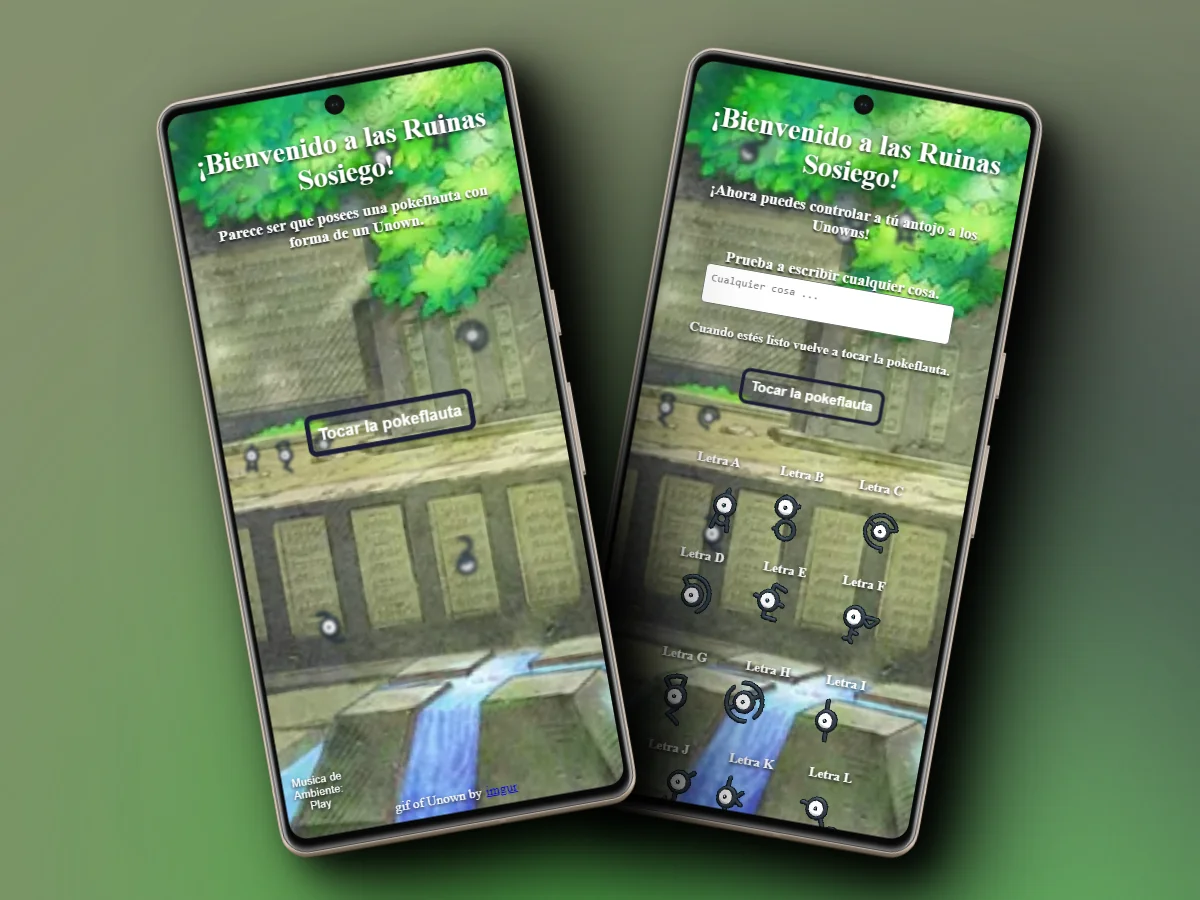 ¡Bienvenido a las Ruinas
Sosiego!
Parece ser que posees una pokeflauta con
forma de un Unown.
Tocar la pokeflauta
Musica de
Ambiente:
Play
gif of Unown by imgur
¡Bienvenido a las Ruinas
Sosiego!
¡Ahora puedes controlar a tú antojo a los
Unowns!
Prueba a escribir cualquier cosa.
Cualquier cosa ...
Cuando estés listo vuelve a tocar la pokeflauta.
Tocar la pokeflauta
Letra A
Letra B
Letra C
Letra D
Letra E
Letra F
Letra G
Letra H
Letra I
Letra J
Letra K
Letra L